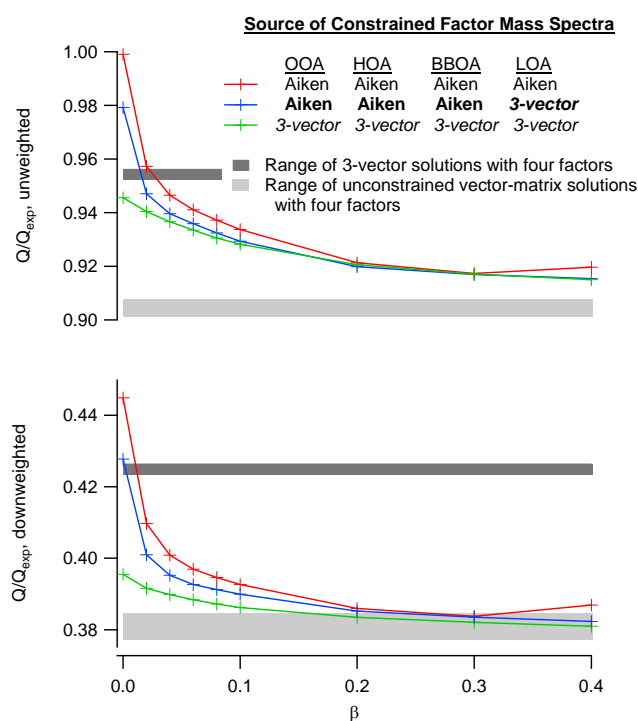 Source of Constrained Factor Mass Spectra
OOA HOA BBOA LOA
Aiken Aiken Aiken Aiken
Aiken Aiken Aiken 3-vector
3-vector 3-vector 3-vector 3-vector
Range of 3-vector solutions with four factors
Range of unconstrained vector-matrix solutions
with four factors
Q/Qexp, unweighted
1.00
0.98
0.96
0.94
0.92
0.90
Q/Qexp, downweighted
0.44
0.42
0.40
0.38
0.0 0.1 0.2 0.3 0.4
β